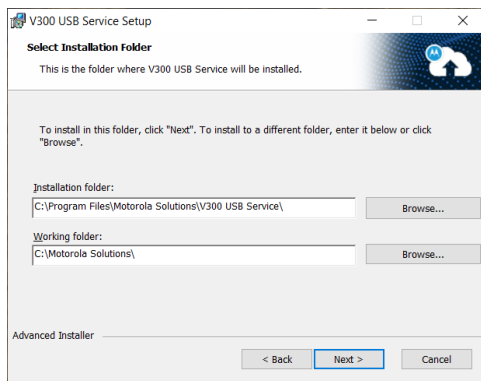 V300 USB Service Setup
Select Installation Folder
This is the folder where V300 USB Service will be installed.
To install in this folder, click "Next". To install to a different folder, enter it below or click
"Browse".
Installation folder:
C:\Program Files\Motorola Solutions\V300 USB Service\
Browse...
Working folder:
C:\Motorola Solutions\
Browse...
Advanced Installer
< Back
Next >
Cancel